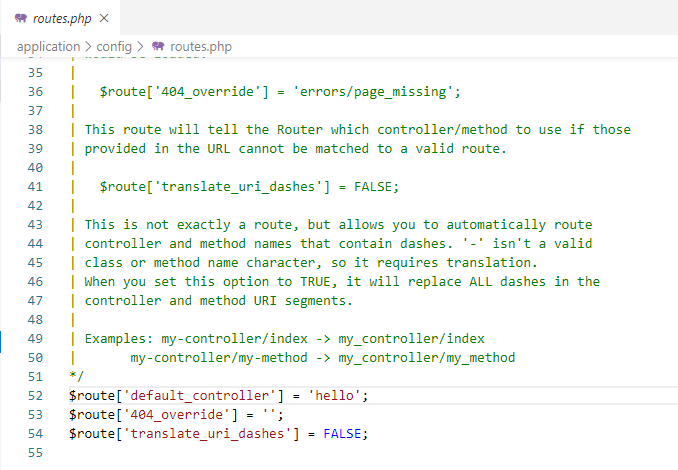 routes.php
application > config > routes.php
35 |
36 |   $route['404_override'] = 'errors/page_missing';
37 |
38 | This route will tell the Router which controller/method to use if those
39 | provided in the URL cannot be matched to a valid route.
40 |
41 |   $route['translate_uri_dashes'] = FALSE;
42 |
43 | This is not exactly a route, but allows you to automatically route
44 | controller and method names that contain dashes. '-' isn't a valid
45 | class or method name character, so it requires translation.
46 | When you set this option to TRUE, it will replace ALL dashes in the
47 | controller and method URI segments.
48 |
49 | Examples: my-controller/index -> my_controller/index
50 |       my-controller/my-method -> my_controller/my_method
51 */
52 $route['default_controller'] = 'hello';
53 $route['404_override'] = '';
54 $route['translate_uri_dashes'] = FALSE;
55